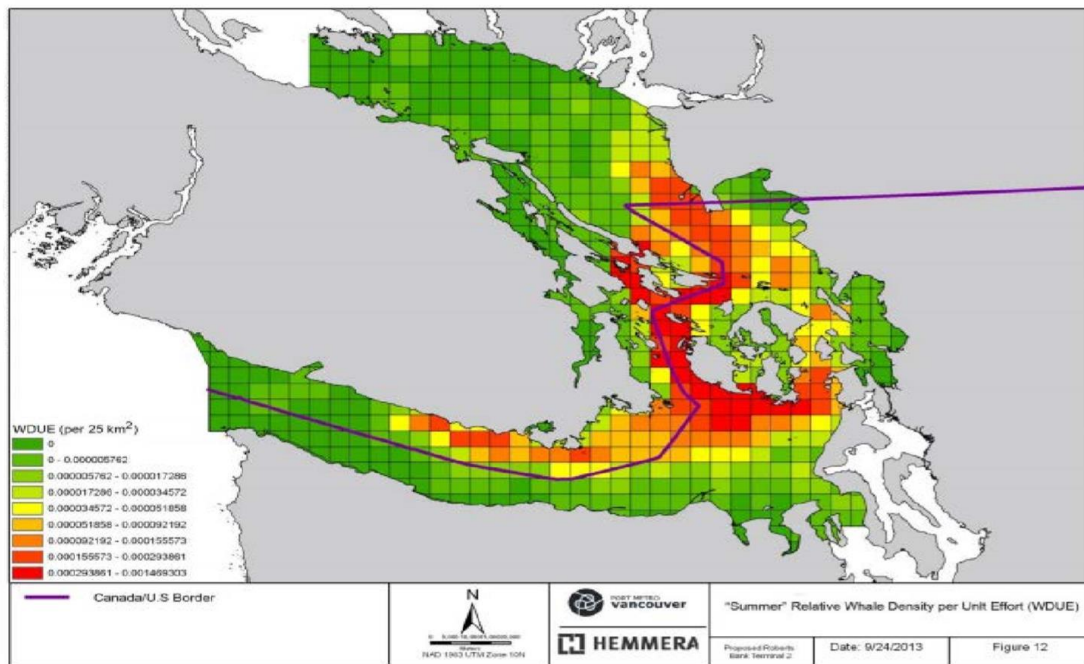 WDUE (per 25 km²)
0
0 - 0.000005762
0.000005762 - 0.000017286
0.000017286 - 0.000034572
0.000034572 - 0.000051858
0.000051858 - 0.000092192
0.000092192 - 0.000155573
0.000155573 - 0.000293861
0.000293861 - 0.001469303
Canada/U.S Border
N
Meters
NAD 1983 UTM Zone 10N
PORT METRO
vancouver
HEMMERA
"Summer" Relative Whale Density per Unit Effort (WDUE)
Proposed Roberts
Bank Terminal 2
Date: 9/24/2013
Figure 12